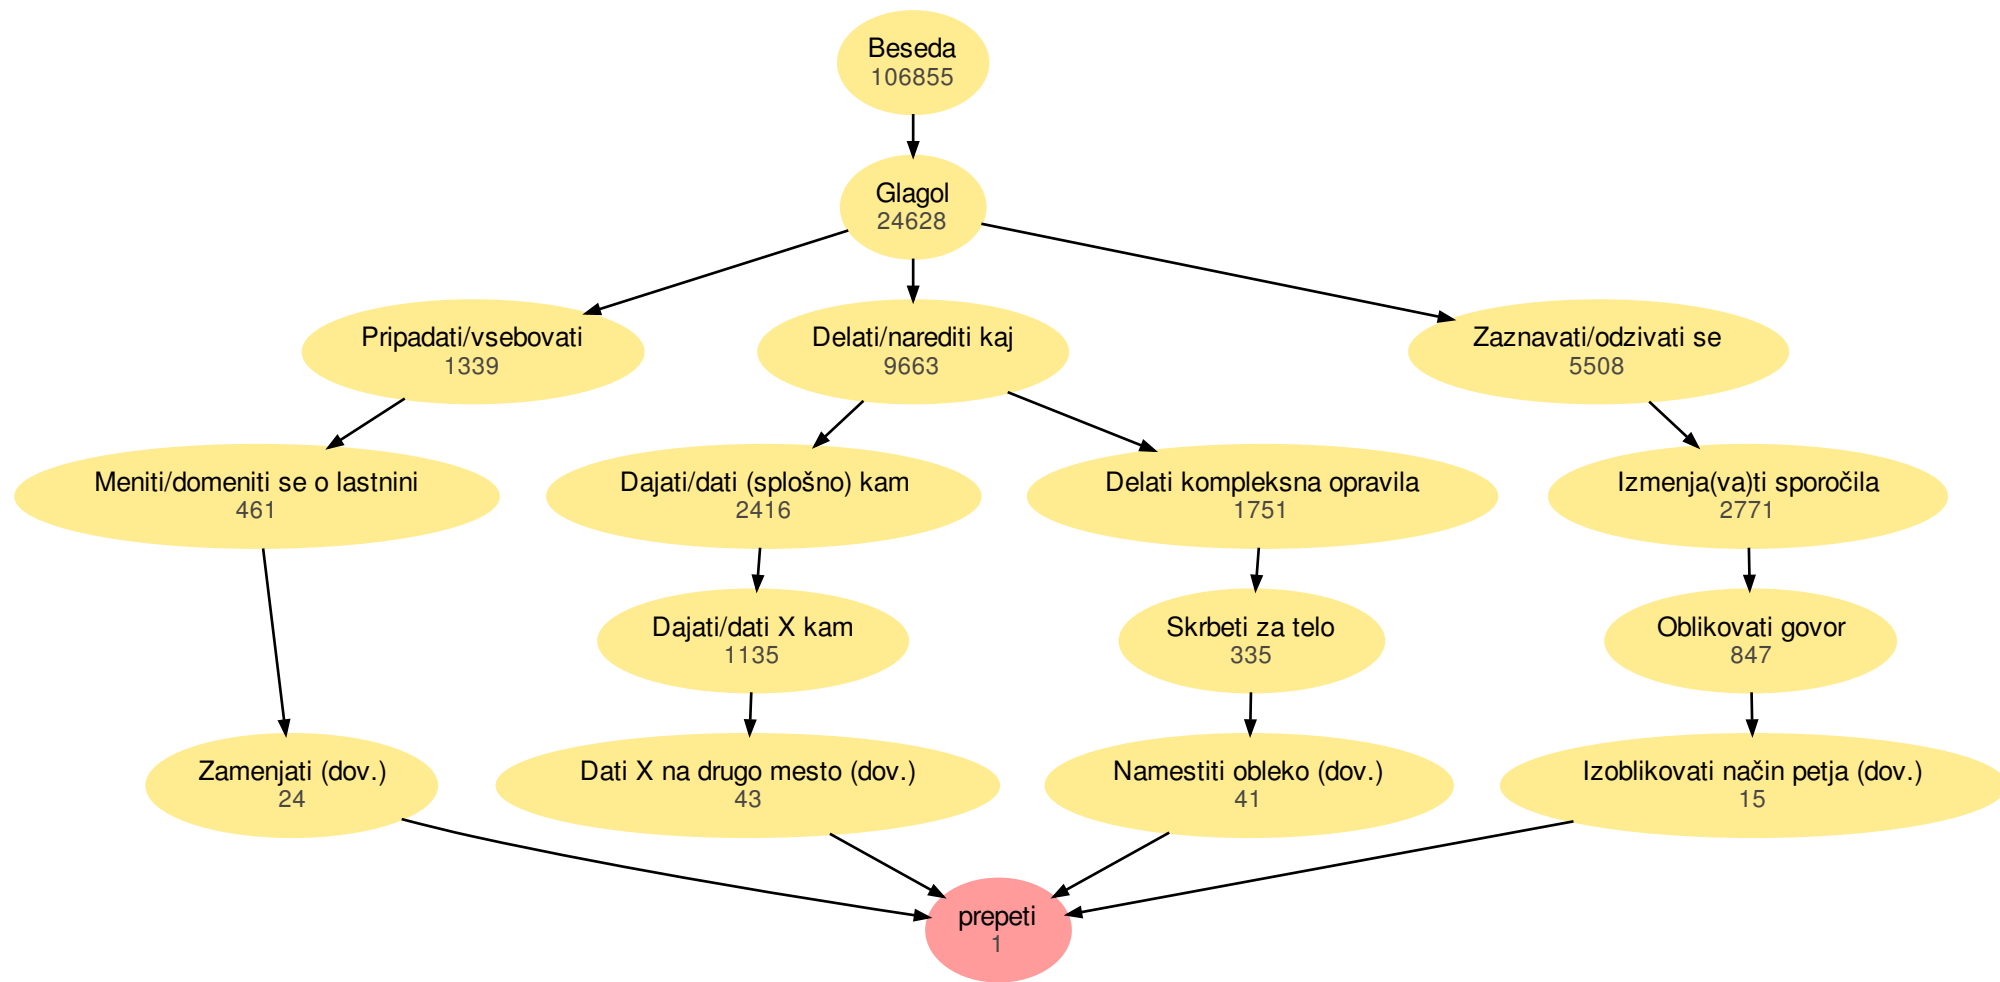 Beseda
106855
Glagol
24628
Pripadati/vsebovati
1339
Delati/narediti kaj
9663
Zaznavati/odzivati se
5508
Meniti/domeniti se o lastnini
461
Dajati/dati (splošno) kam
2416
Delati kompleksna opravila
1751
Izmenja(va)ti sporočila
2771
Dajati/dati X kam
1135
Skrbeti za telo
335
Oblikovati govor
847
Zamenjati (dov.)
24
Dati X na drugo mesto (dov.)
43
Namestiti obleko (dov.)
41
Izoblikovati način petja (dov.)
15
prepeti
1